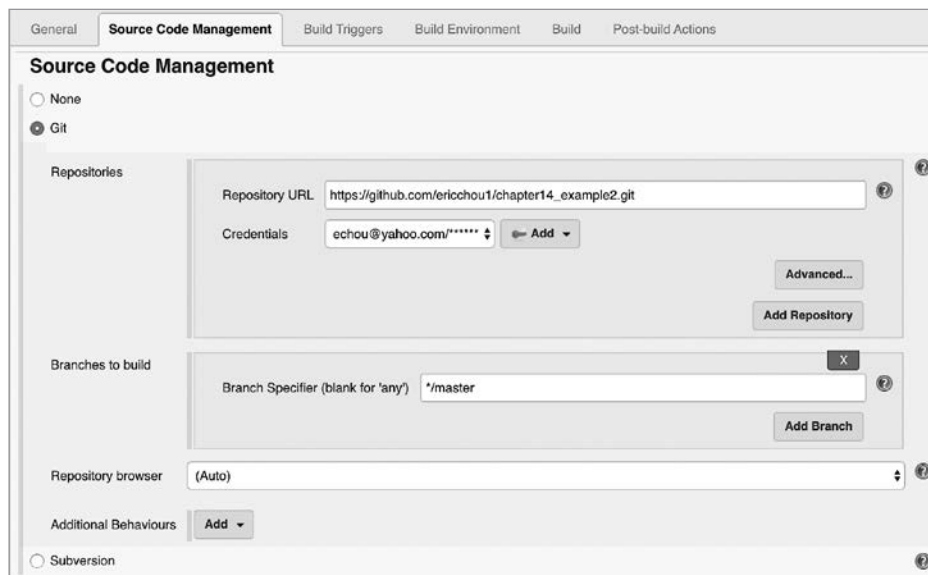 General Source Code Management Build Triggers Build Environment Build Post-build Actions
Source Code Management
None
Git
Repositories
Repository URL https://github.com/ericchou1/chapter14_example2.git
Credentials echou@yahoo.com/****** Add
Advanced...
Add Repository
Branches to build
X
Branch Specifier (blank for 'any') */master
Add Branch
Repository browser (Auto)
Additional Behaviours Add
Subversion